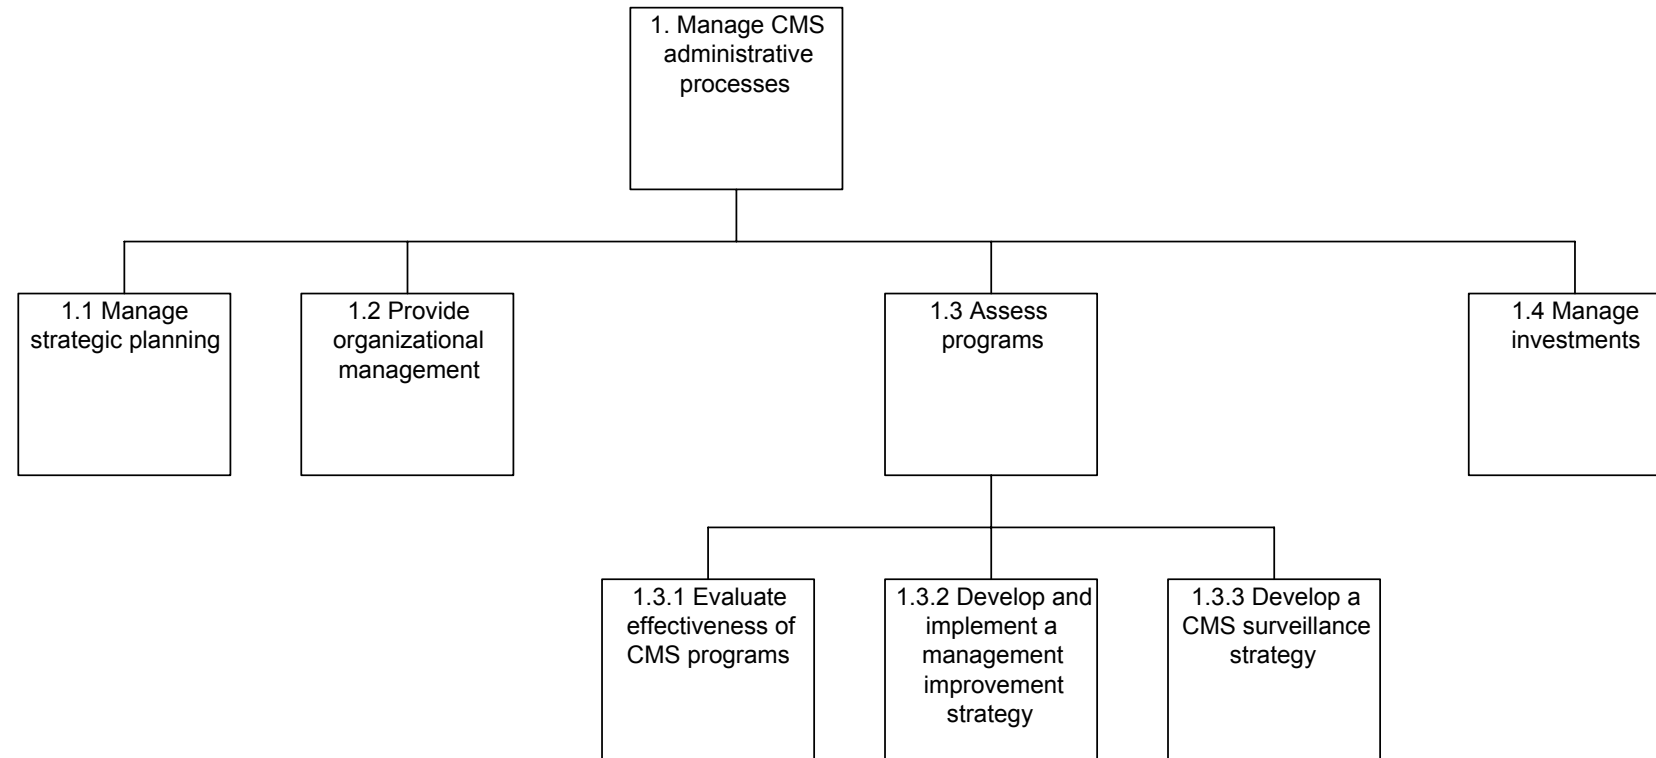 1. Manage CMS
administrative
processes
1.1 Manage
strategic planning
1.2 Provide
organizational
management
1.3 Assess
programs
1.4 Manage
investments
1.3.1 Evaluate
effectiveness of
CMS programs
1.3.2 Develop and
implement a
management
improvement
strategy
1.3.3 Develop a
CMS surveillance
strategy